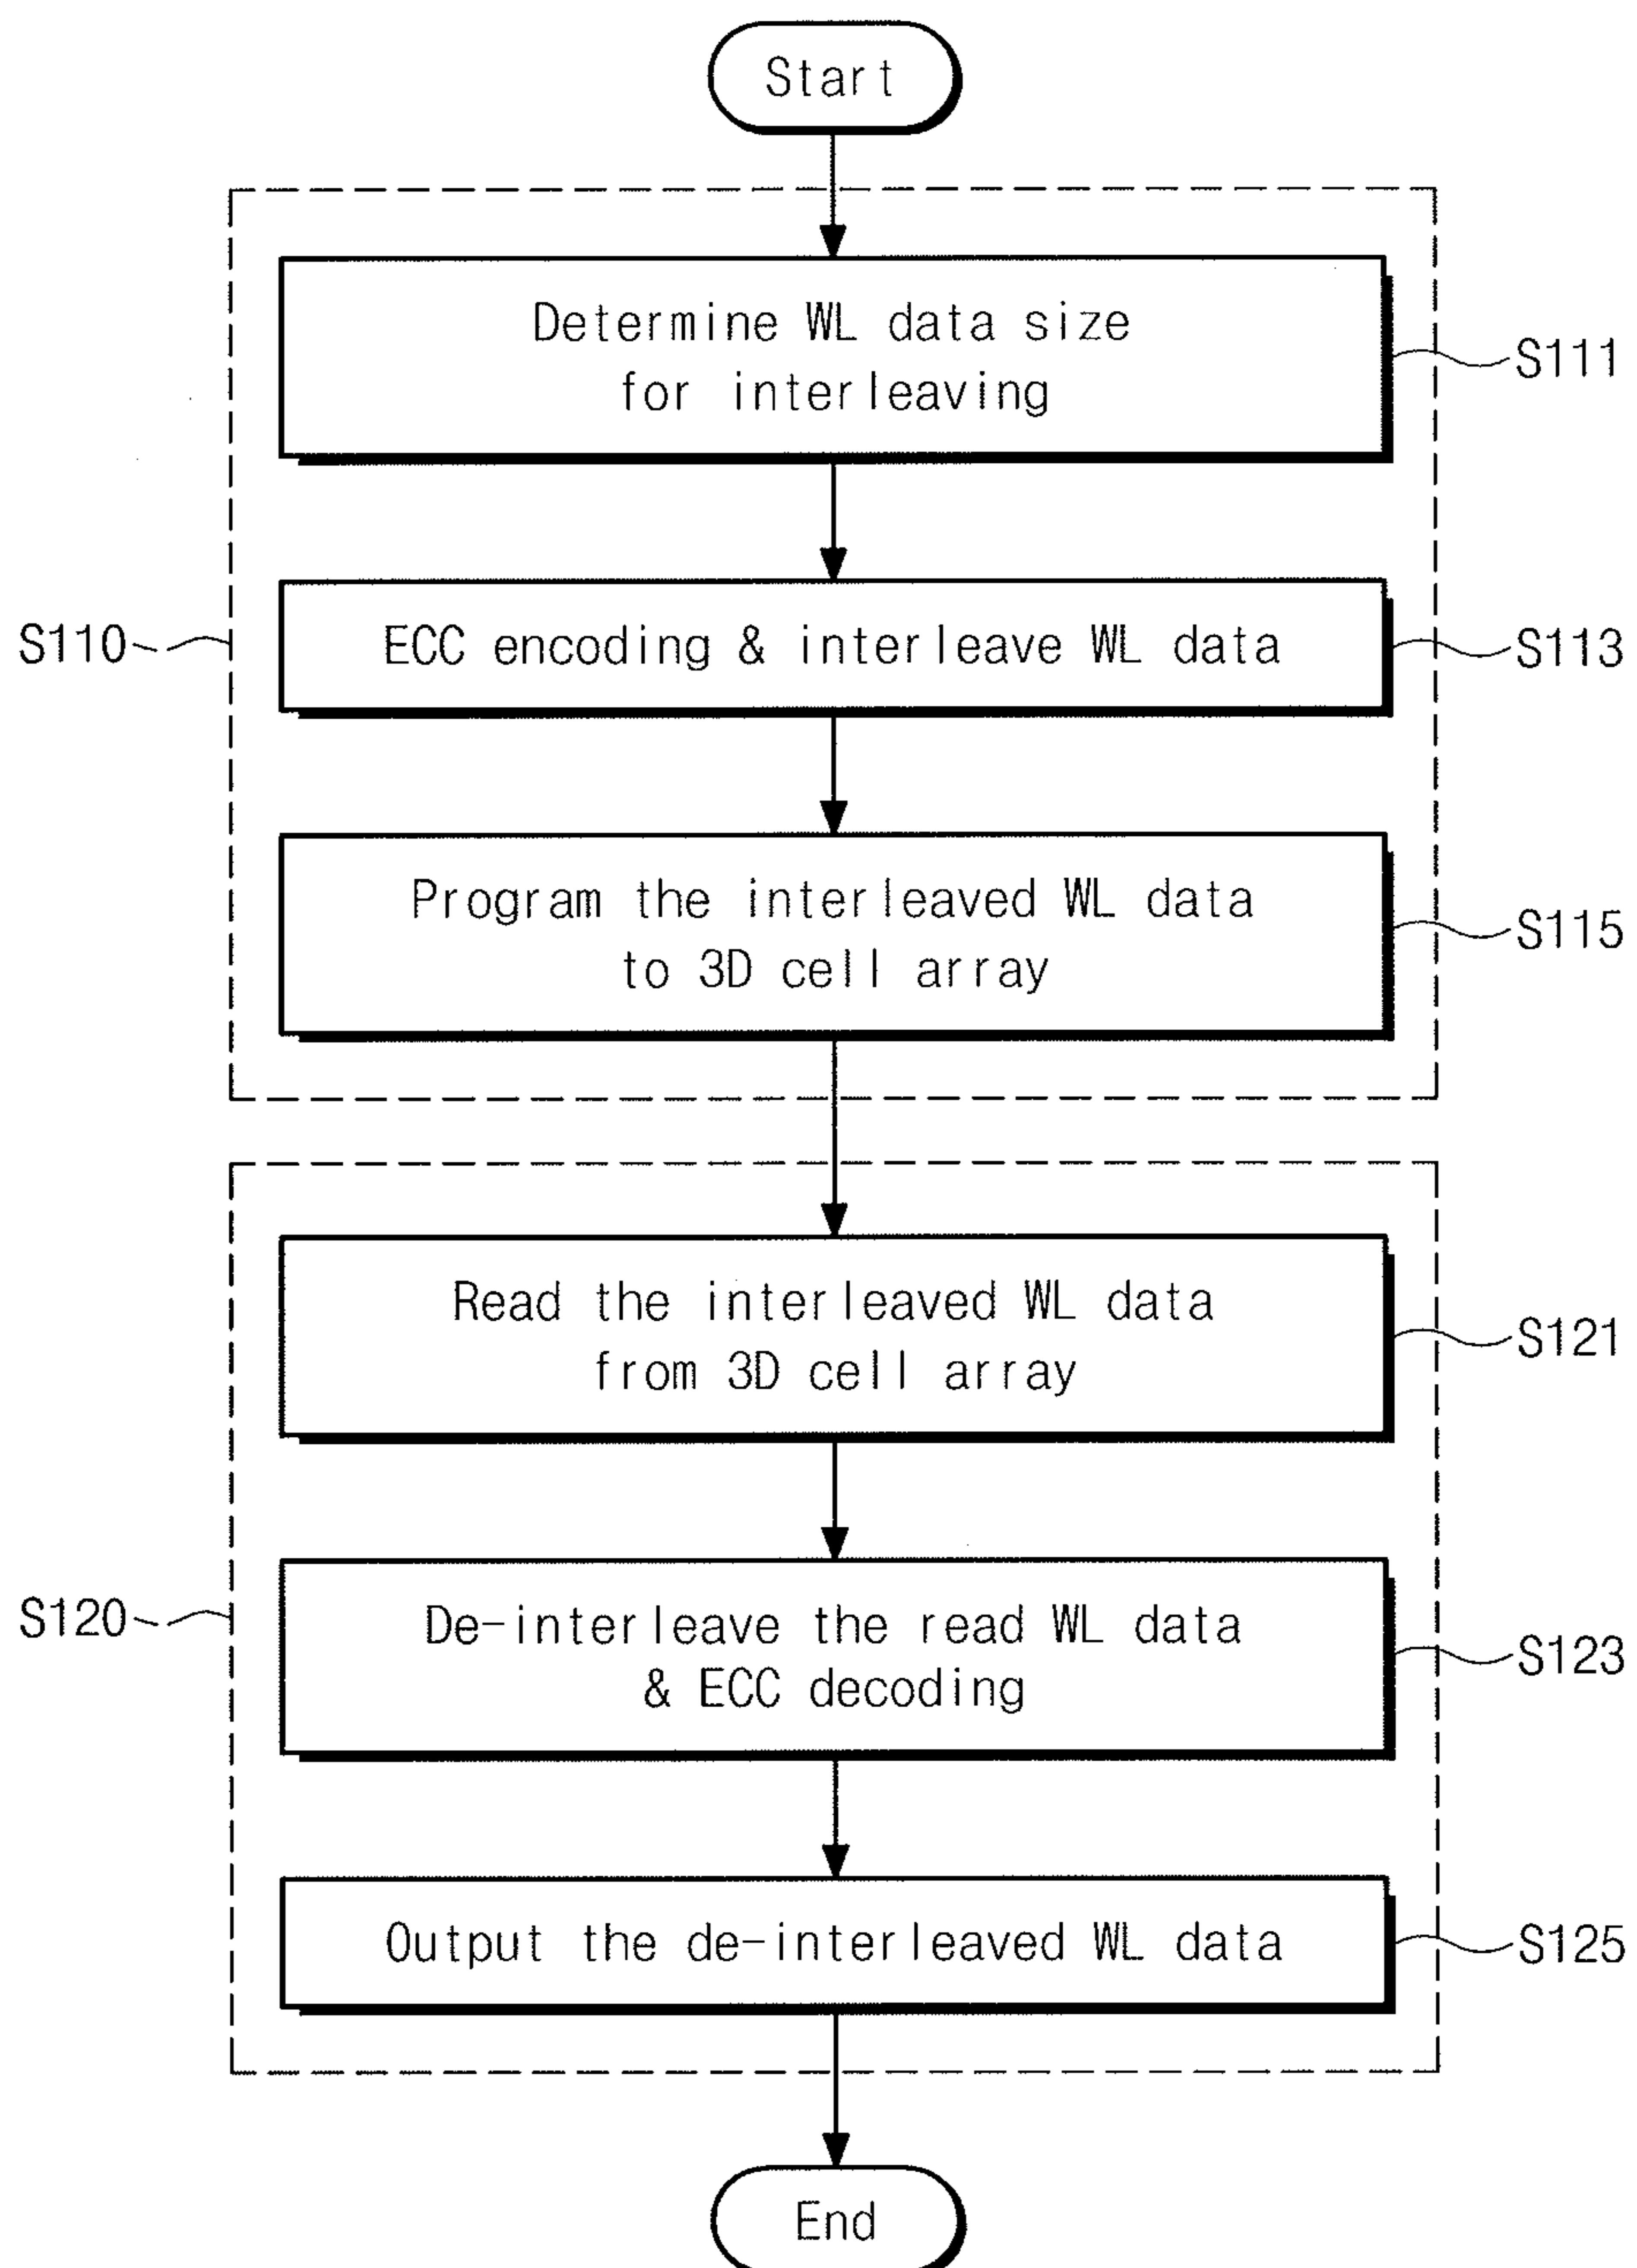 Start
Determine WL data size
for interleaving
S111
S110
ECC encoding & interleave WL data
S113
Program the interleaved WL data
to 3D cell array
S115
Read the interleaved WL data
from 3D cell array
S121
S120
De-interleave the read WL data
& ECC decoding
S123
Output the de-interleaved WL data
S125
End